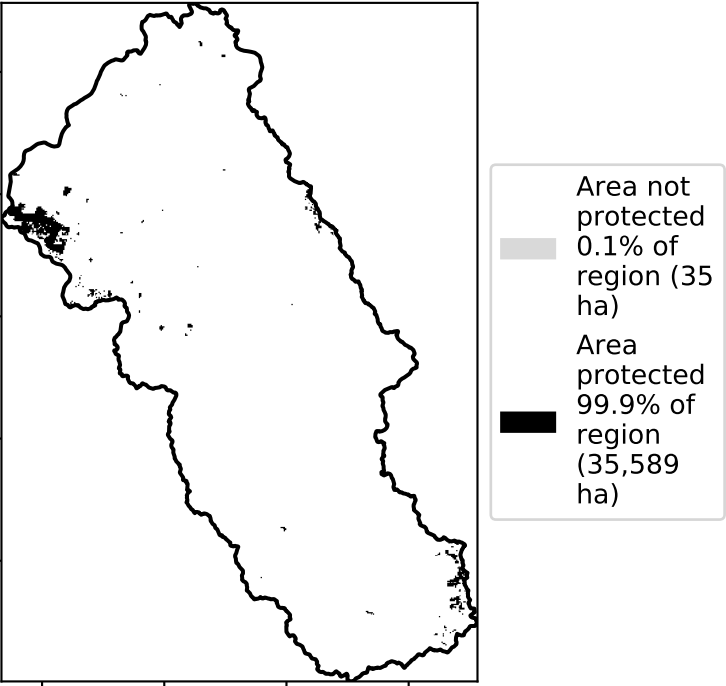 Area not
protected
0.1% of
region (35
ha)
Area
protected
99.9% of
region
(35,589
ha)